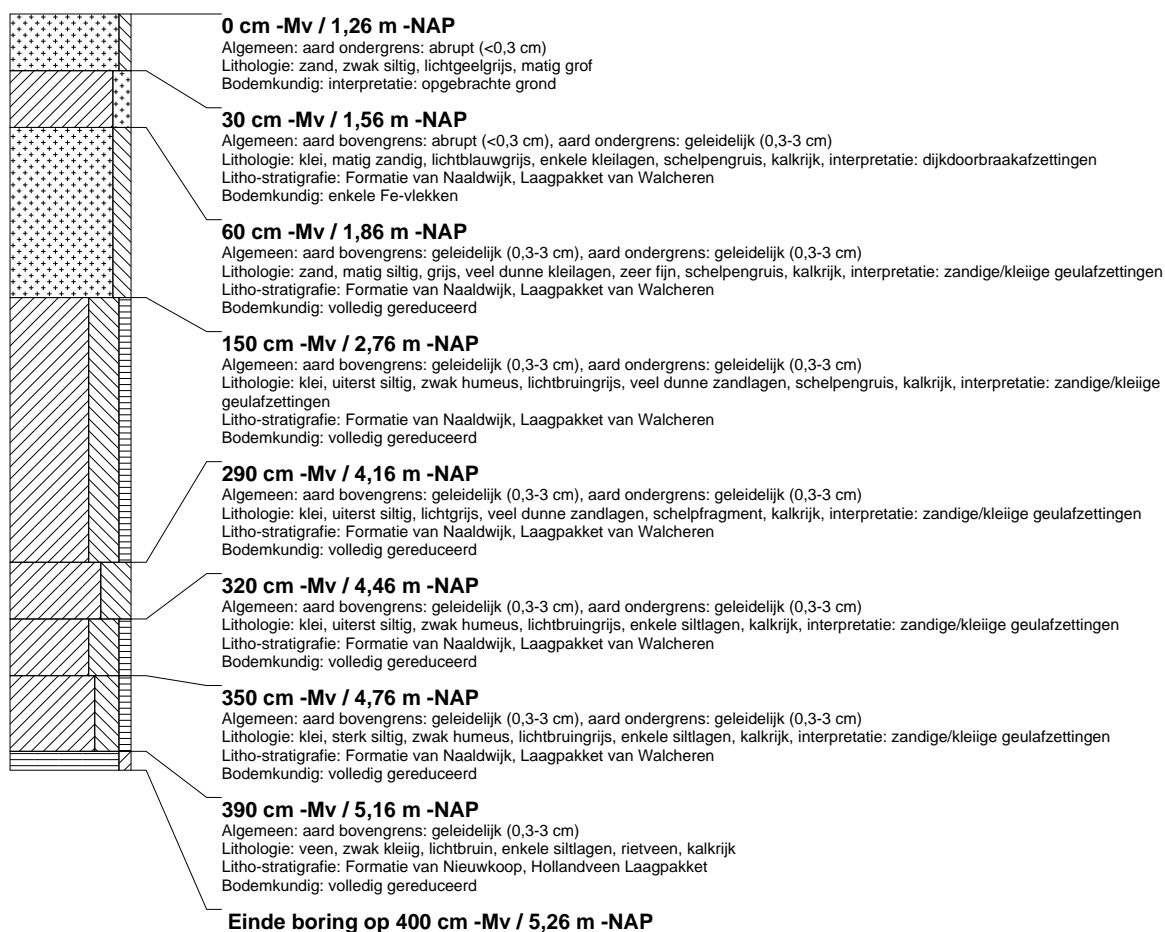 0 cm -Mv / 1,26 m -NAP
Algemeen: aard ondergrens: abrupt (<0,3 cm)
Lithologie: zand, zwak siltig, lichtgeelgrijs, matig grof
Bodemkundig: interpretatie: opgebrachte grond
30 cm -Mv / 1,56 m -NAP
Algemeen: aard bovengrens: abrupt (<0,3 cm), aard ondergrens: geleidelijk (0,3-3 cm)
Lithologie: klei, matig zandig, lichtblauwgrijs, enkele kleilagen, schelpengruis, kalkrijk, interpretatie: dijkdoorbraakafzettingen
Litho-stratigrafie: Formatie van Naaldwijk, Laagpakket van Walcheren
Bodemkundig: enkele Fe-vlekken
60 cm -Mv / 1,86 m -NAP
Algemeen: aard bovengrens: geleidelijk (0,3-3 cm), aard ondergrens: geleidelijk (0,3-3 cm)
Lithologie: zand, matig siltig, grijs, veel dunne kleilagen, zeer fijn, schelpengruis, kalkrijk, interpretatie: zandige/kleiige geulafzettingen
Litho-stratigrafie: Formatie van Naaldwijk, Laagpakket van Walcheren
Bodemkundig: volledig gereduceerd
150 cm -Mv / 2,76 m -NAP
Algemeen: aard bovengrens: geleidelijk (0,3-3 cm), aard ondergrens: geleidelijk (0,3-3 cm)
Lithologie: klei, uiterst siltig, zwak humeus, lichtbruingrijs, veel dunne zandlagen, schelpengruis, kalkrijk, interpretatie: zandige/kleiige
geulafzettingen
Litho-stratigrafie: Formatie van Naaldwijk, Laagpakket van Walcheren
Bodemkundig: volledig gereduceerd
290 cm -Mv / 4,16 m -NAP
Algemeen: aard bovengrens: geleidelijk (0,3-3 cm), aard ondergrens: geleidelijk (0,3-3 cm)
Lithologie: klei, uiterst siltig, lichtgrijs, veel dunne zandlagen, schelpfragment, kalkrijk, interpretatie: zandige/kleiige geulafzettingen
Litho-stratigrafie: Formatie van Naaldwijk, Laagpakket van Walcheren
Bodemkundig: volledig gereduceerd
320 cm -Mv / 4,46 m -NAP
Algemeen: aard bovengrens: geleidelijk (0,3-3 cm), aard ondergrens: geleidelijk (0,3-3 cm)
Lithologie: klei, uiterst siltig, zwak humeus, lichtbruingrijs, enkele siltlagen, kalkrijk, interpretatie: zandige/kleiige geulafzettingen
Litho-stratigrafie: Formatie van Naaldwijk, Laagpakket van Walcheren
Bodemkundig: volledig gereduceerd
350 cm -Mv / 4,76 m -NAP
Algemeen: aard bovengrens: geleidelijk (0,3-3 cm), aard ondergrens: geleidelijk (0,3-3 cm)
Lithologie: klei, sterk siltig, zwak humeus, lichtbruingrijs, enkele siltlagen, kalkrijk, interpretatie: zandige/kleiige geulafzettingen
Litho-stratigrafie: Formatie van Naaldwijk, Laagpakket van Walcheren
Bodemkundig: volledig gereduceerd
390 cm -Mv / 5,16 m -NAP
Algemeen: aard bovengrens: geleidelijk (0,3-3 cm)
Lithologie: veen, zwak kleiig, lichtbruin, enkele siltlagen, rietveen, kalkrijk
Litho-stratigrafie: Formatie van Nieuwkoop, Hollandveen Laagpakket
Bodemkundig: volledig gereduceerd
Einde boring op 400 cm -Mv / 5,26 m -NAP